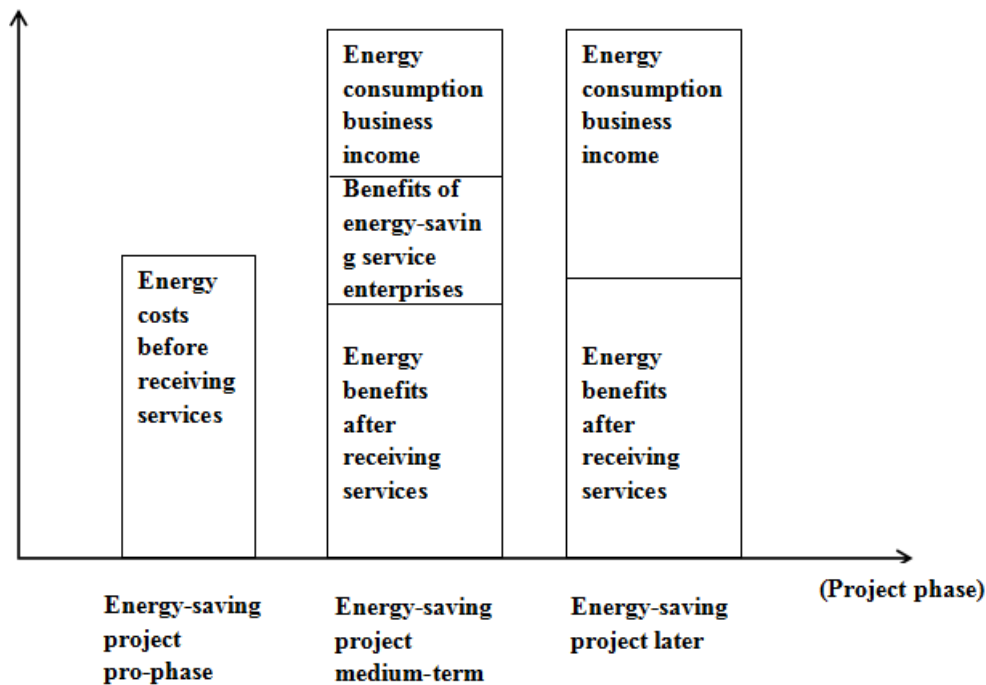 Energy
costs
before
receiving
services
Energy
consumption
business
income
Benefits of
energy-savin
g service
enterprises
Energy
benefits
after
receiving
services
Energy
consumption
business
income
Energy
benefits
after
receiving
services
(Project phase)
Energy-saving
project
pro-phase
Energy-saving
project
medium-term
Energy-saving
project later